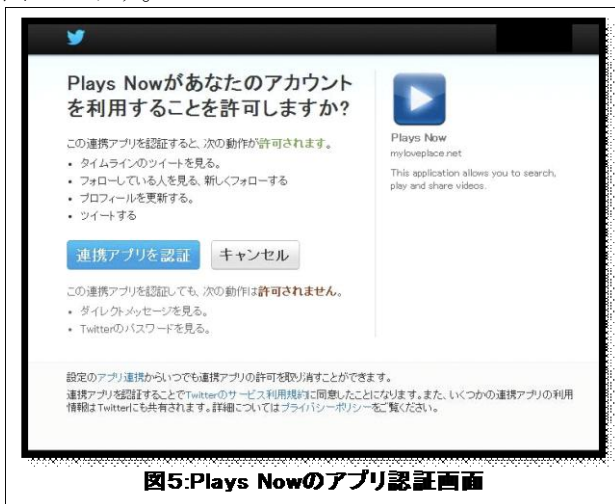 Plays Nowがあなたのアカウント
を利用することを許可しますか?
この連携アプリを認証すると、次の動作が許可されます。
• タイムラインのツイートを見る。
• フォローしている人を見る、新しくフォローする
• プロフィールを更新する。
• ツイートする
連携アプリを認証 キャンセル
この連携アプリを認証しても、次の動作は許可されません。
• ダイレクトメッセージを見る。
• Twitterのパスワードを見る。
Plays Now
myloveplace.net
This application allows you to search,
play and share videos.
設定のアプリ連携からいつでも連携アプリの許可を取り消すことができます。
連携アプリを認証することでTwitterのサービス利用規約に同意したことになります。また、いくつかの連携アプリの利用
情報はTwitterにも共有されます。詳細についてはプライバシーポリシーをご覧ください。
図5:Plays Nowのアプリ認証画面